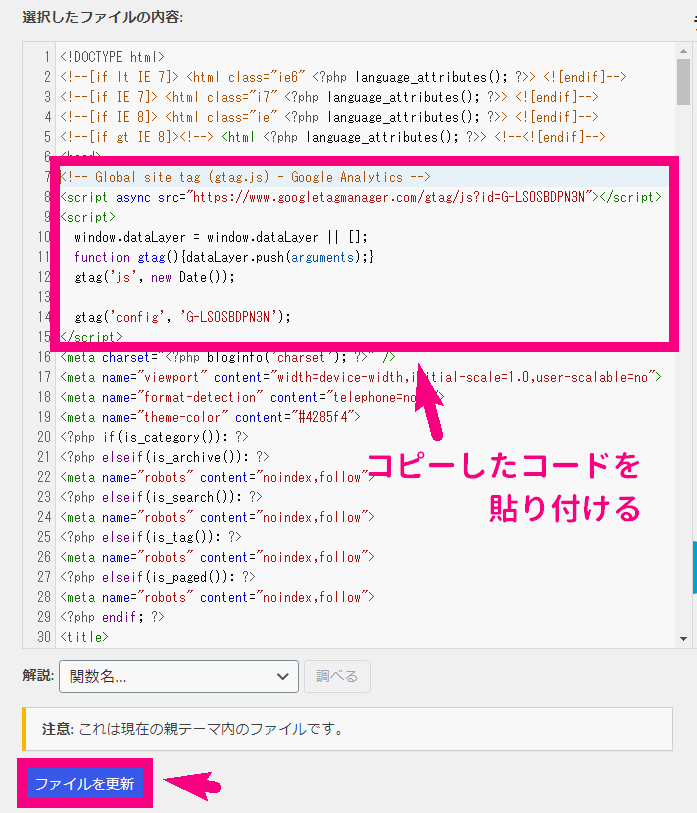 選択したファイルの内容:
1 <!DOCTYPE html>
2 <!--[if lt IE 7]> <html class="ie6" <?php language_attributes(); ?>> <![endif]-->
3 <!--[if IE 7]> <html class="i7" <?php language_attributes(); ?>> <![endif]-->
4 <!--[if IE 8]> <html class="ie" <?php language_attributes(); ?>> <![endif]-->
5 <!--[if gt IE 8]><!--> <html <?php language_attributes(); ?>> <!--<![endif]-->
6 <head>
7 <!-- Global site tag (gtag.js) - Google Analytics -->
8 <script async src="https://www.googletagmanager.com/gtag/js?id=G-LSOSBDPN3N"></script>
9 <script>
10 window.dataLayer = window.dataLayer || [];
11 function gtag(){dataLayer.push(arguments);}
12 gtag('js', new Date());
13
14 gtag('config', 'G-LSOSBDPN3N');
15 </script>
16 <meta charset="<?php bloginfo('charset'); ?>" />
17 <meta name="viewport" content="width=device-width,initial-scale=1.0,user-scalable=no">
18 <meta name="format-detection" content="telephone=no">
19 <meta name="theme-color" content="#4285f4">
20 <?php if(is_category()): ?>
21 <?php elseif(is_archive()): ?>
22 <meta name="robots" content="noindex,follow">
23 <?php elseif(is_search()): ?>
24 <meta name="robots" content="noindex,follow">
25 <?php elseif(is_tag()): ?>
26 <meta name="robots" content="noindex,follow">
27 <?php elseif(is_paged()): ?>
28 <meta name="robots" content="noindex,follow">
29 <?php endif; ?>
30 <title>
コピーしたコードを
貼り付ける
解説: 関数名... 調べる
注意: これは現在の親テーマ内のファイルです。
ファイルを更新